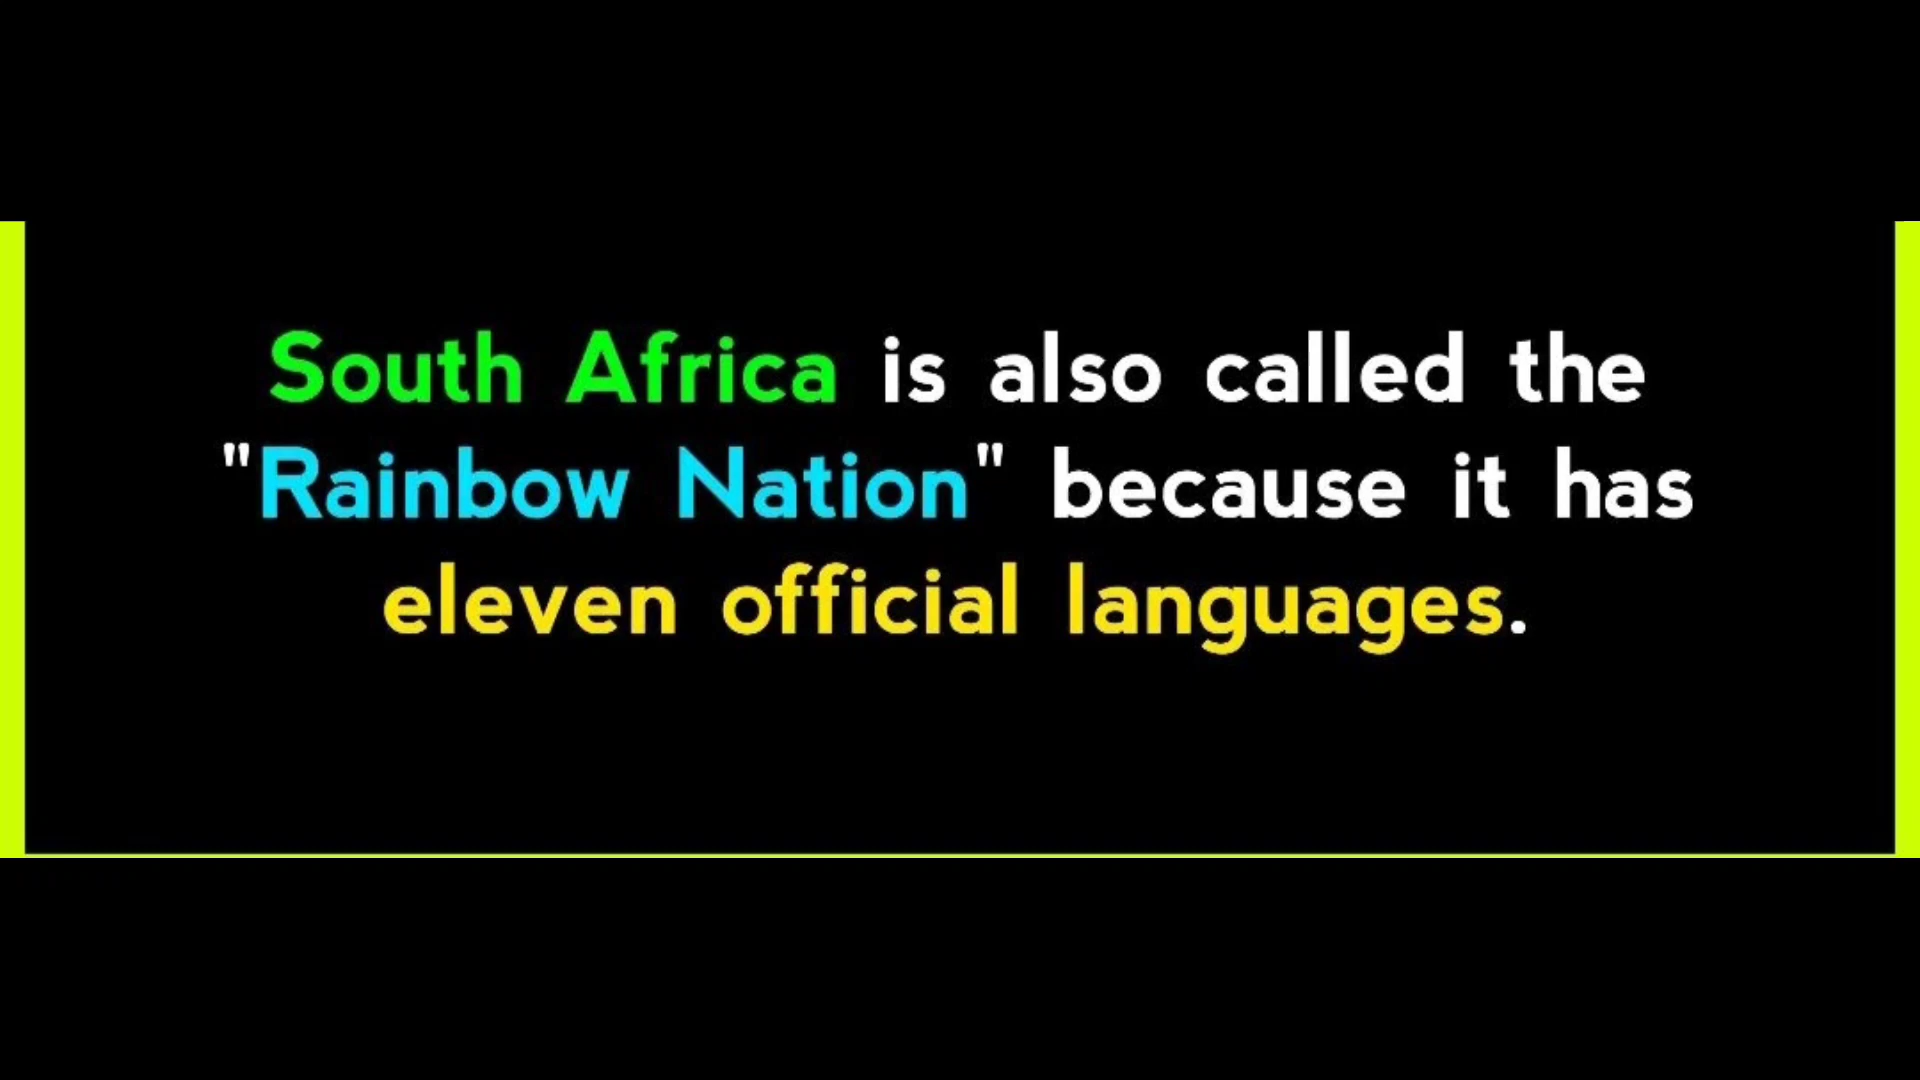 South Africa is also called the
"Rainbow Nation" because it has
eleven official languages.